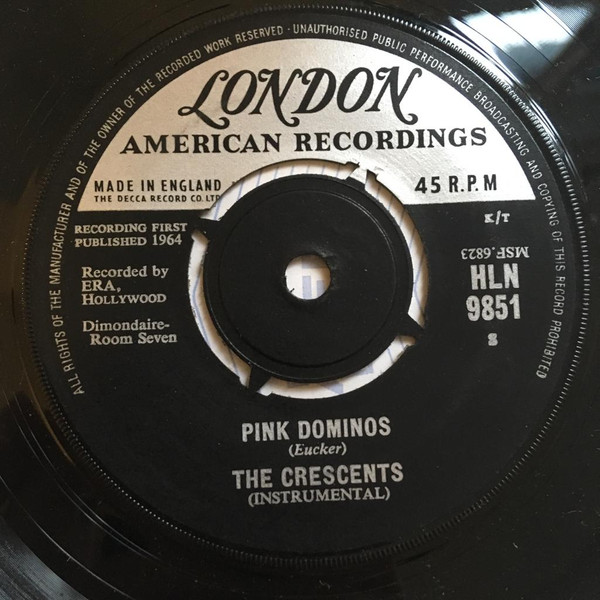 ALL RIGHTS OF THE MANUFACTURER AND OF THE OWNER OF THE RECORDED WORK RESERVED · UNAUTHORISED PUBLIC PERFORMANCE BROADCASTING AND COPYING OF THIS RECORD PROHIBITED
LONDON
AMERICAN RECORDINGS
MADE IN ENGLAND
THE DECCA RECORD CO. LTD
45 R.P.M
RECORDING FIRST
PUBLISHED 1964
Recorded by
ERA,
HOLLYWOOD
Dimondaire-
Room Seven
K/T
MSF.6823
HLN
9851
S
PINK DOMINOS
(Eucker)
THE CRESCENTS
(INSTRUMENTAL)